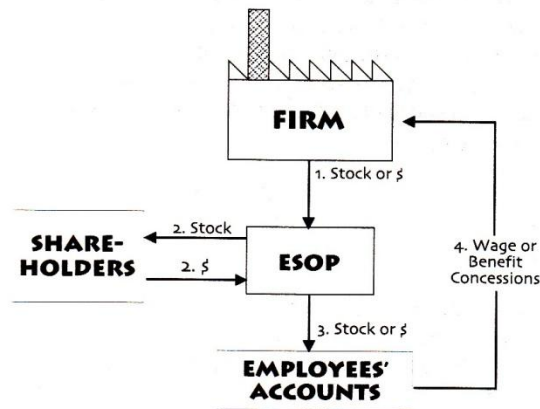 FIRM
1. Stock or $
2. Stock
SHARE-
HOLDERS
2. $
ESOP
4. Wage or
Benefit
Concessions
3. Stock or $
EMPLOYEES'
ACCOUNTS